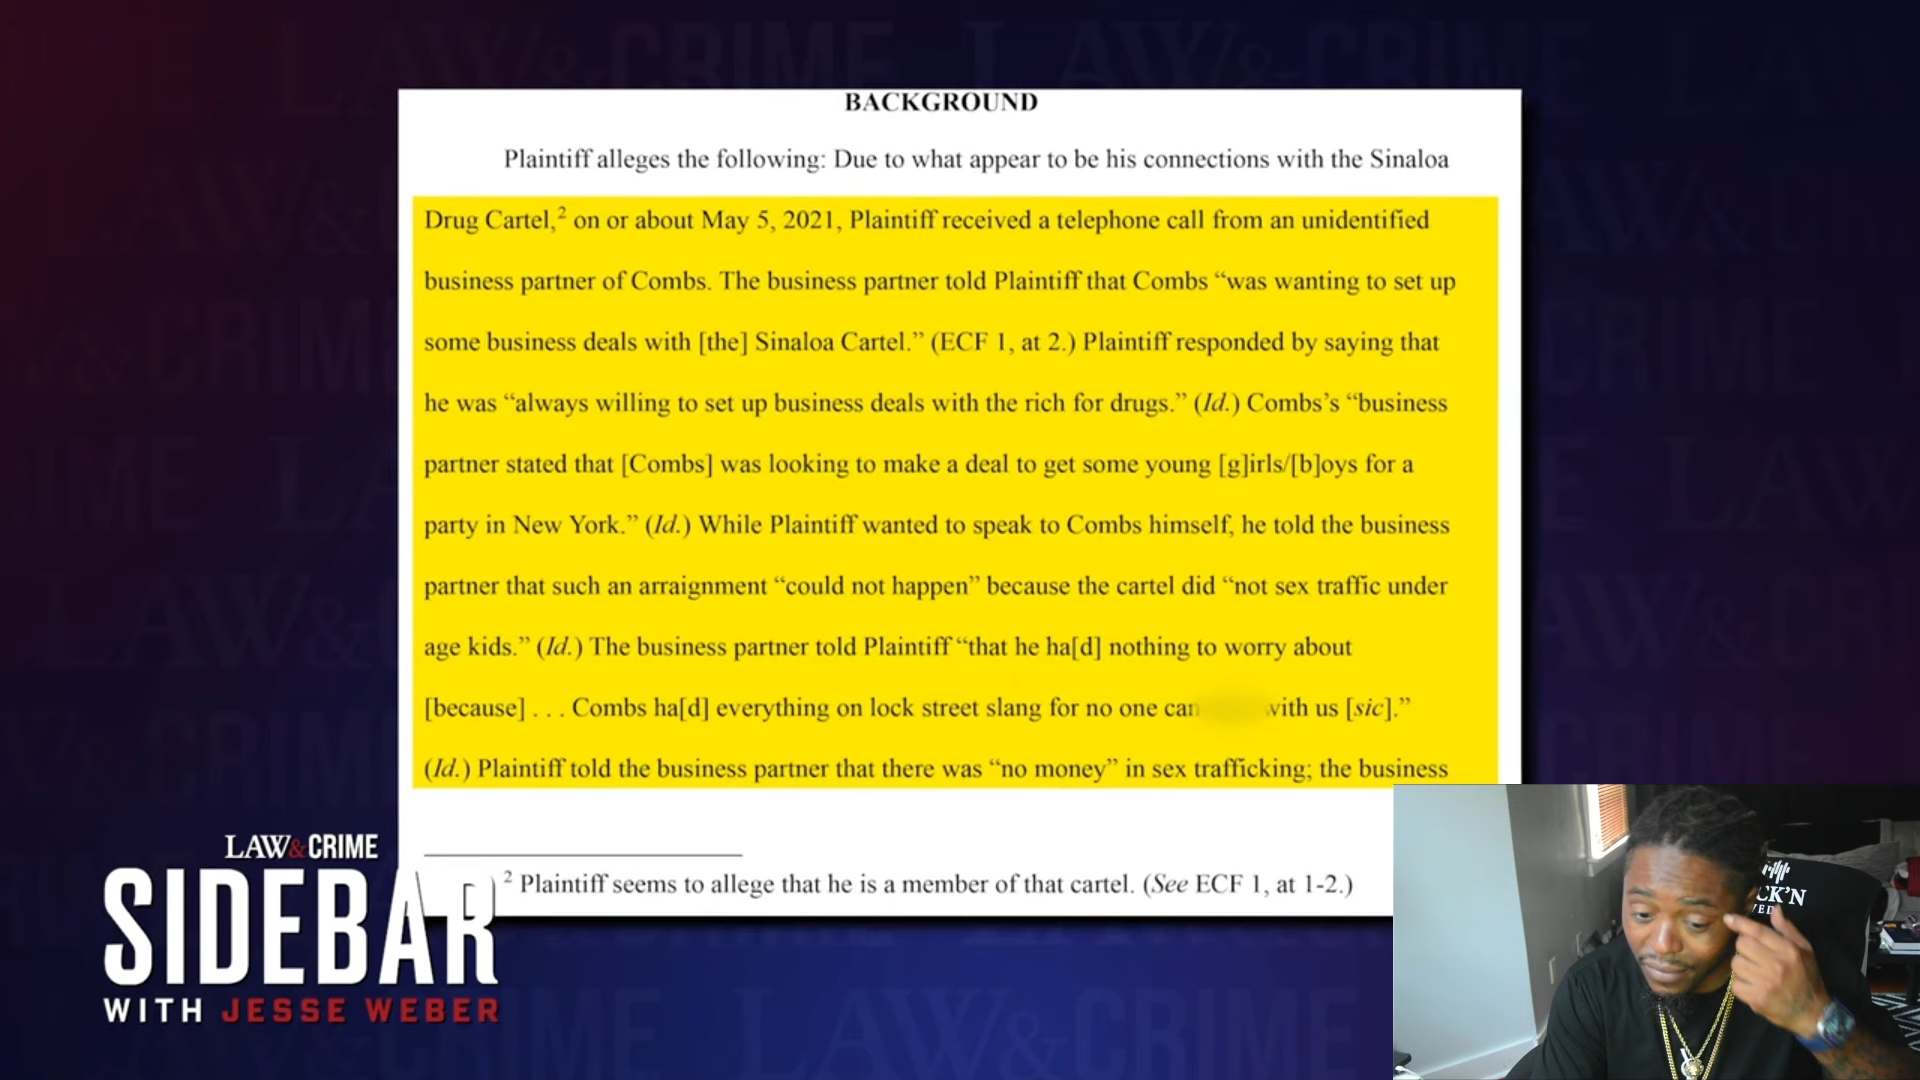 BACKGROUND
Plaintiff alleges the following: Due to what appear to be his connections with the Sinaloa
Drug Cartel,² on or about May 5, 2021, Plaintiff received a telephone call from an unidentified
business partner of Combs. The business partner told Plaintiff that Combs “was wanting to set up
some business deals with [the] Sinaloa Cartel.” (ECF 1, at 2.) Plaintiff responded by saying that
he was “always willing to set up business deals with the rich for drugs.” (Id.) Combs’s “business
partner stated that [Combs] was looking to make a deal to get some young [g]irls/[b]oys for a
party in New York.” (Id.) While Plaintiff wanted to speak to Combs himself, he told the business
partner that such an arraignment “could not happen” because the cartel did “not sex traffic under
age kids.” (Id.) The business partner told Plaintiff “that he ha[d] nothing to worry about
[because] . . . Combs ha[d] everything on lock street slang for no one can with us [sic].”
(Id.) Plaintiff told the business partner that there was “no money” in sex trafficking; the business
² Plaintiff seems to allege that he is a member of that cartel. (See ECF 1, at 1-2.)
LAW&CRIME
SIDEBAR
WITH JESSE WEBER
CK’N